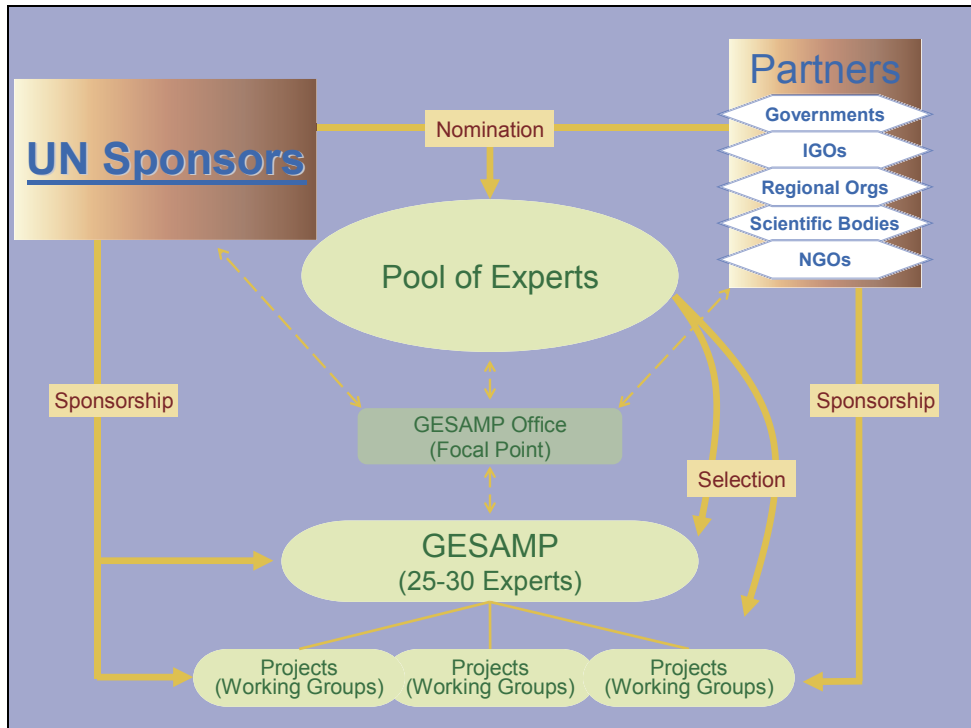 Partners
Governments
IGOs
Regional Orgs
Scientific Bodies
NGOs
UN Sponsors
Nomination
Pool of Experts
Sponsorship
GESAMP Office
(Focal Point)
Sponsorship
Selection
GESAMP
(25-30 Experts)
Projects
(Working Groups)
Projects
(Working Groups)
Projects
(Working Groups)